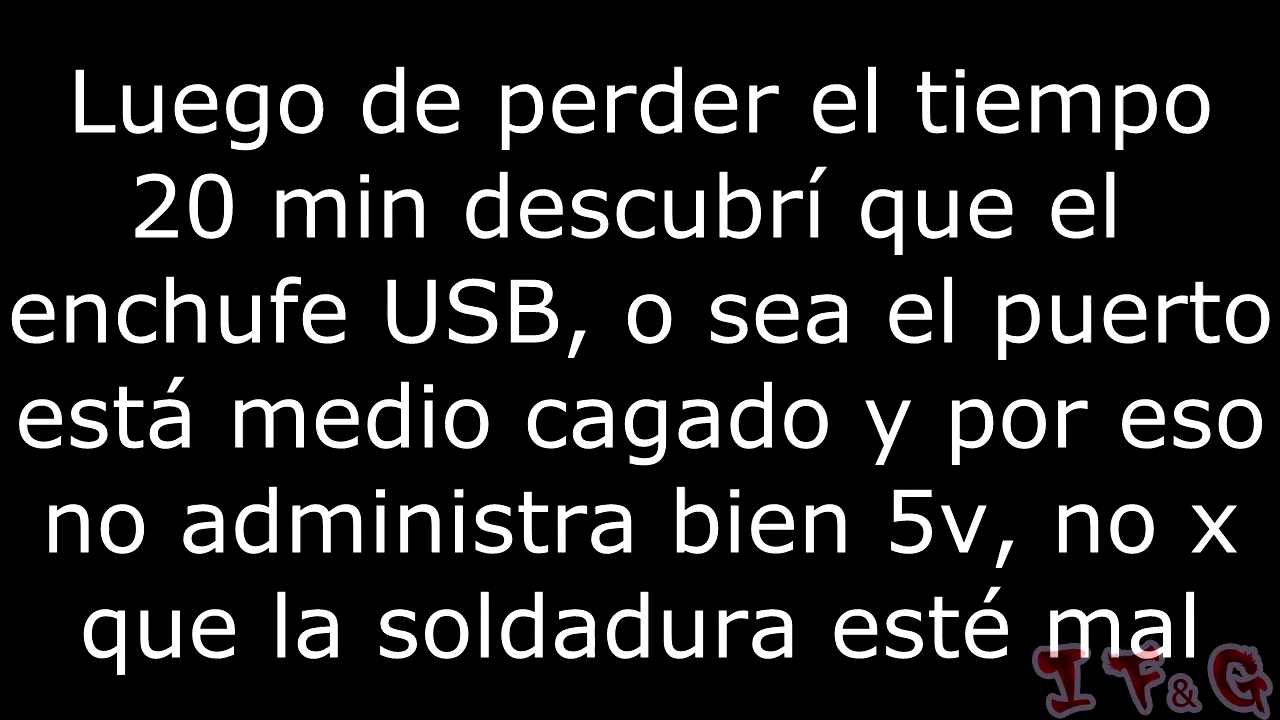 Luego de perder el tiempo
20 min descubrí que el
enchufe USB, o sea el puerto
está medio cagado y por eso
no administra bien 5v, no x
que la soldadura esté mal
I F & G